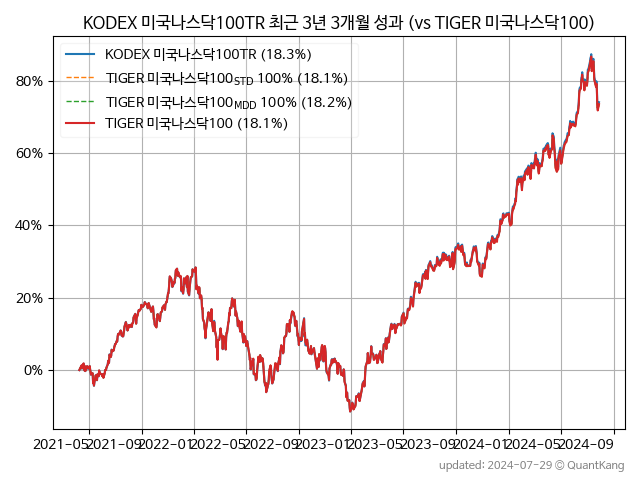 KODEX 미국나스닥100TR 최근 3년 3개월 성과 (vs TIGER 미국나스닥100)
KODEX 미국나스닥100TR (18.3%)
TIGER 미국나스닥100STD 100% (18.1%)
TIGER 미국나스닥100MDD 100% (18.2%)
TIGER 미국나스닥100 (18.1%)
80%
60%
40%
20%
0%
2021-05 2021-09 2022-01 2022-05 2022-09 2023-01 2023-05 2023-09 2024-01 2024-05 2024-09
updated: 2024-07-29 © QuantKang